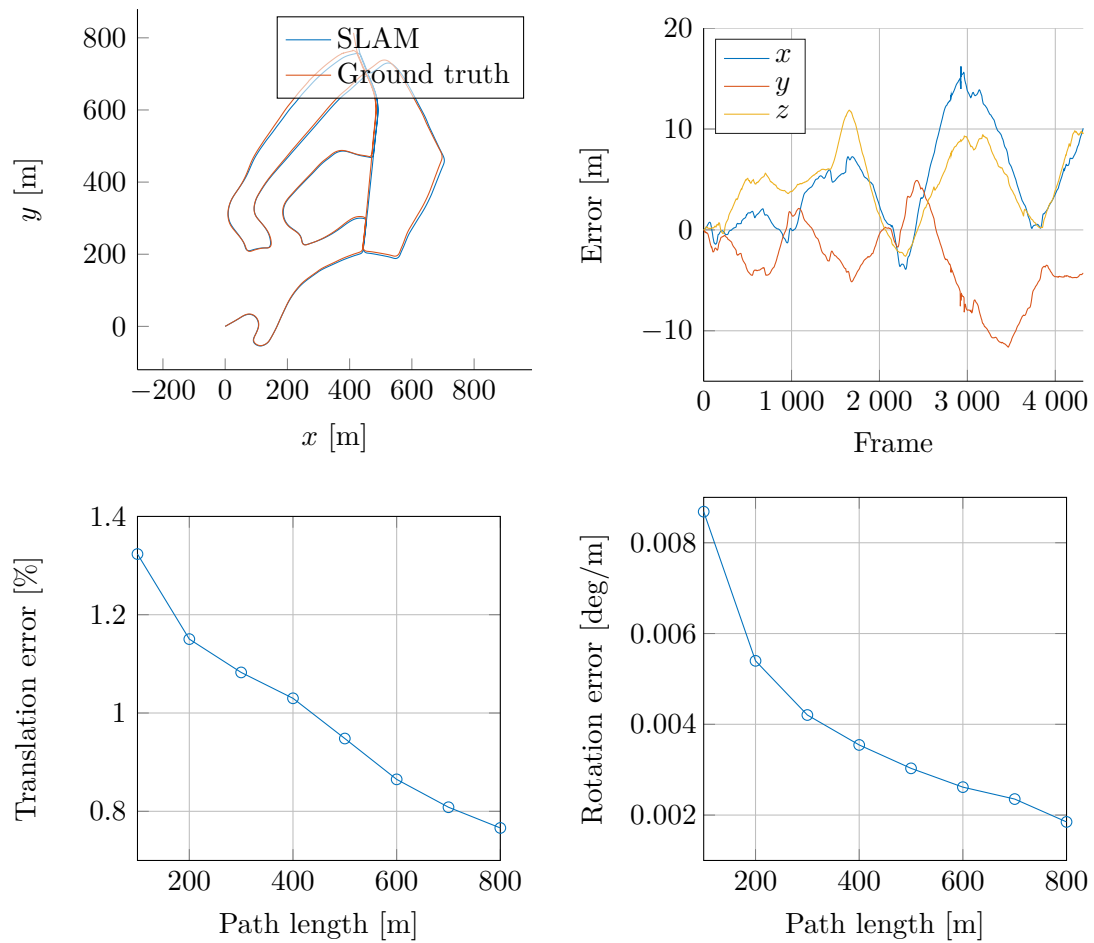 800
600
400
200
0
y [m]
−200 0 200 400 600 800
x [m]
SLAM
Ground truth
20
10
0
−10
Error [m]
0 1 000 2 000 3 000 4 000
Frame
x
y
z
1.4
1.2
1
0.8
Translation error [%]
200 400 600 800
Path length [m]
0.008
0.006
0.004
0.002
Rotation error [deg/m]
200 400 600 800
Path length [m]